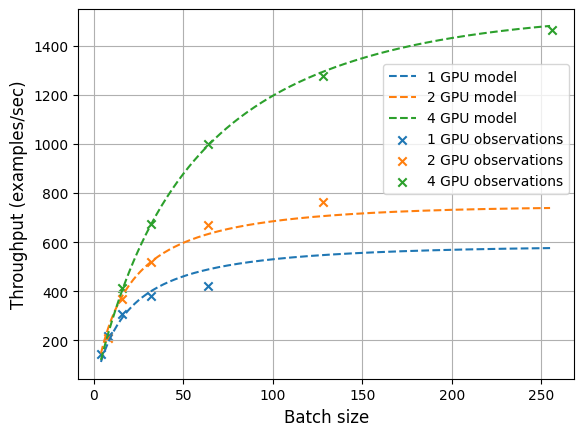 Throughput (examples/sec)
1400
1200
1000
800
600
400
200
1 GPU model
2 GPU model
4 GPU model
1 GPU observations
2 GPU observations
4 GPU observations
0
50
100
150
200
250
Batch size